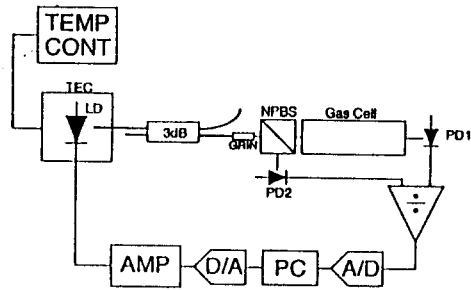 TEMP
CONT
TEC
LD
3dB
GRIN
NPBS
Gas Cell
PD1
PD2
÷
AMP
D/A
PC
A/D